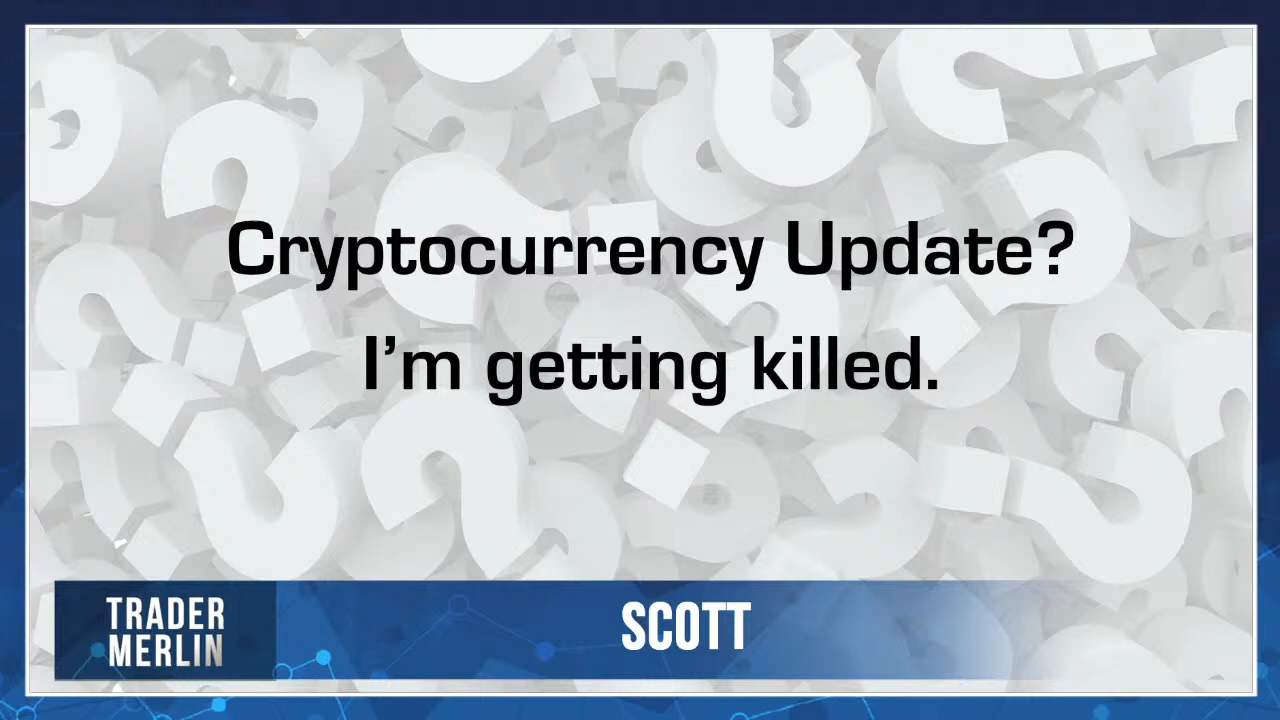 Cryptocurrency Update?
I’m getting killed.
TRADER
MERLIN
SCOTT